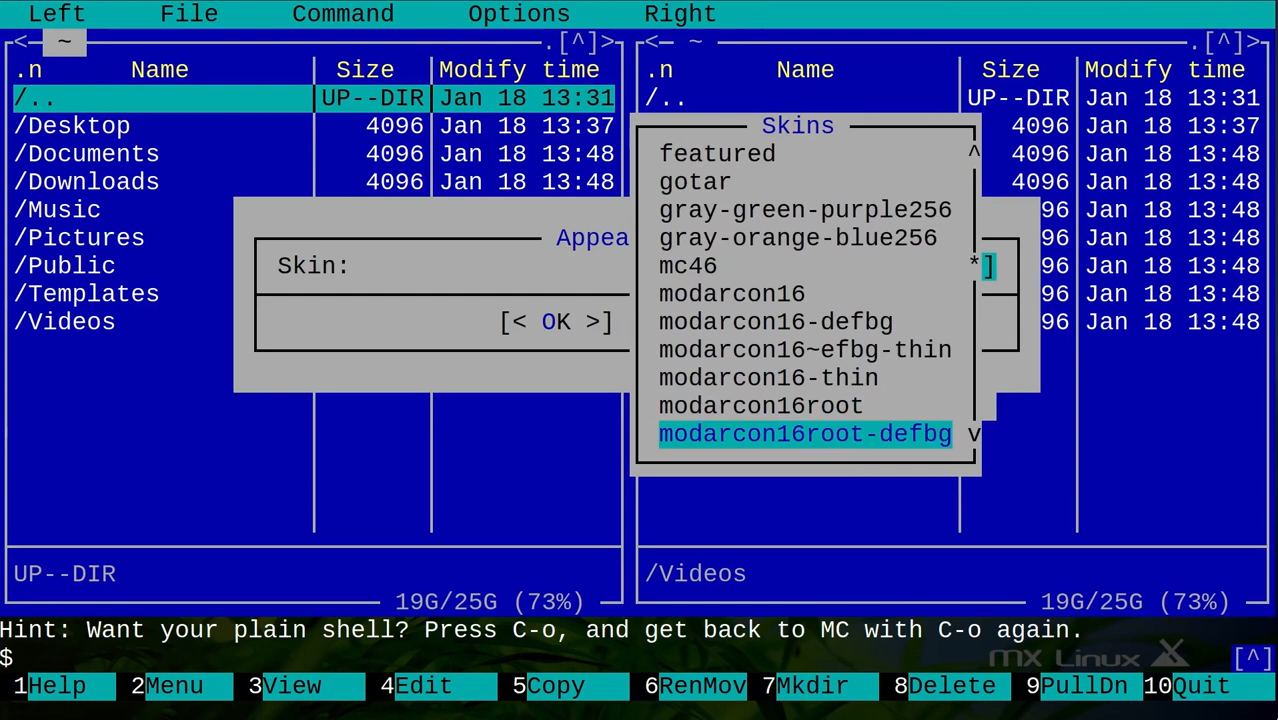 Left File Command Options Right
<- ~ .[^]> <- ~ .[^]>
.n Name Size Modify time .n Name Size Modify time
/.. UP--DIR Jan 18 13:31 /.. UP--DIR Jan 18 13:31
/Desktop 4096 Jan 18 13:37 Skins 4096 Jan 18 13:37
/Documents 4096 Jan 18 13:48 featured ^ 4096 Jan 18 13:48
/Downloads 4096 Jan 18 13:48 gotar 4096 Jan 18 13:48
/Music gray-green-purple256 96 Jan 18 13:48
/Pictures Appea gray-orange-blue256 96 Jan 18 13:48
/Public Skin: mc46 *] 96 Jan 18 13:48
/Templates modarcon16 96 Jan 18 13:48
/Videos [< OK >] modarcon16-defbg 96 Jan 18 13:48
modarcon16~efbg-thin
modarcon16-thin
modarcon16root
modarcon16root-defbg v
UP--DIR /Videos
19G/25G (73%) 19G/25G (73%)
Hint: Want your plain shell? Press C-o, and get back to MC with C-o again.
$ MX Linux [^]
1Help 2Menu 3View 4Edit 5Copy 6RenMov 7Mkdir 8Delete 9PullDn 10Quit